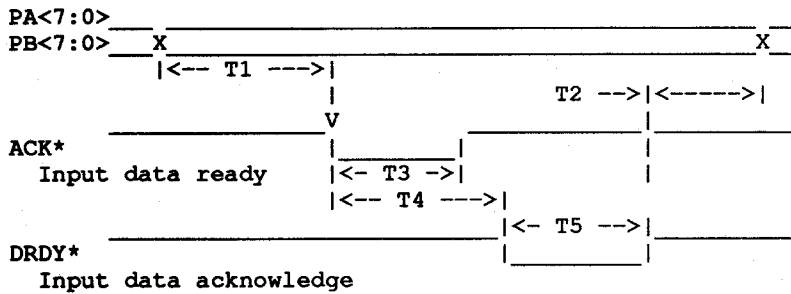 PA<7:0>
PB<7:0> X X
|<-- T1 --->|
T2 -->|<----->|
V
ACK*
Input data ready |<- T3 ->|
|<-- T4 --->|
|<- T5 ->|
DRDY*
Input data acknowledge